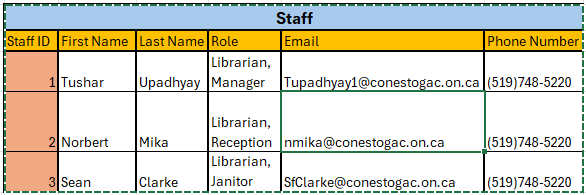 Staff
Staff ID First Name Last Name Role Email Phone Number
Librarian,
1 Tushar Upadhyay Manager Tupadhyay1@conestogac.on.ca (519)748-5220
Librarian,
2 Norbert Mika Reception nmika@conestogac.on.ca (519)748-5220
Librarian,
3 Sean Clarke Janitor SfClarke@conestogac.on.ca (519)748-5220